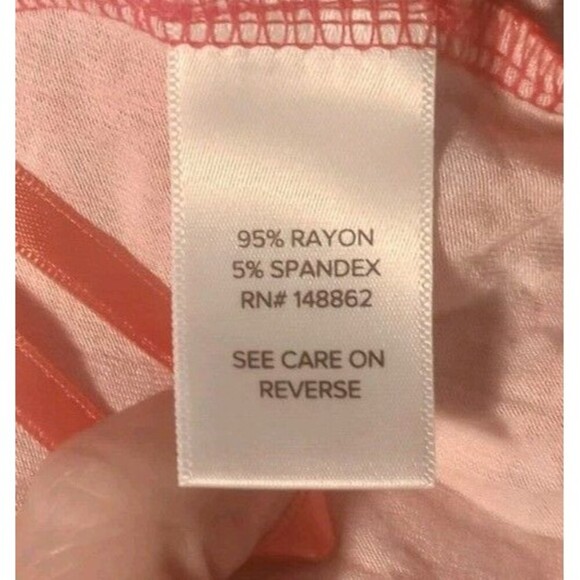 95% RAYON
5% SPANDEX
RN# 148862
SEE CARE ON
REVERSE